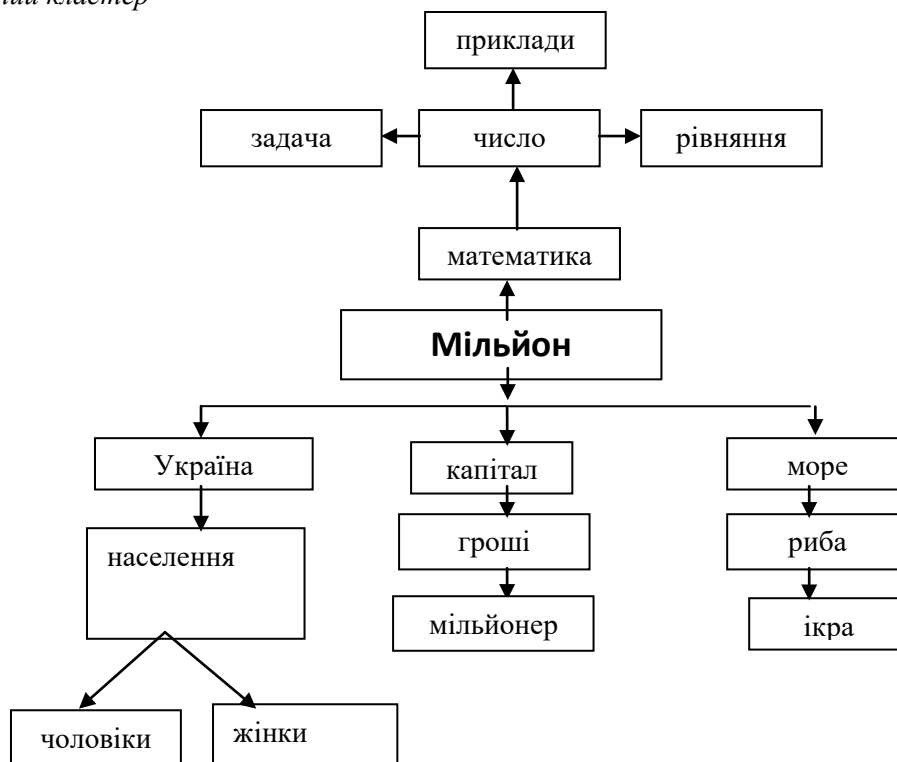 кластер
приклади
задача число рівняння
математика
Мільйон
Україна капітал море
населення гроші риба
мільйонер ікра
чоловіки жінки